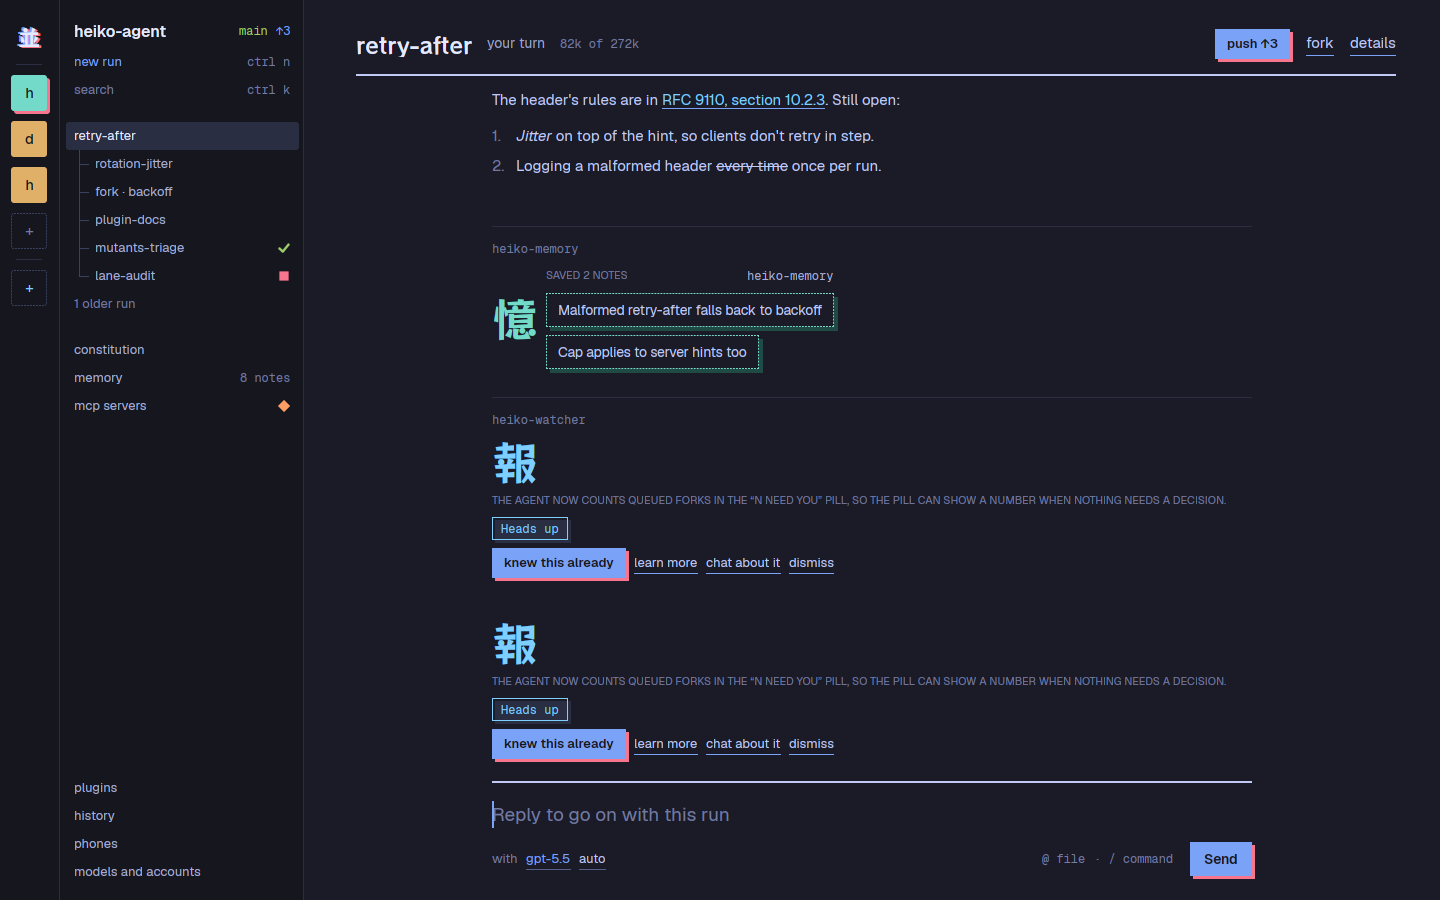 並
h
d
h
+
+
heiko-agent
main ↑3
new run
ctrl n
search
ctrl k
retry-after
rotation-jitter
fork · backoff
plugin-docs
mutants-triage
lane-audit
1 older run
constitution
memory
8 notes
mcp servers
plugins
history
phones
models and accounts
retry-after
your turn
82k of 272k
push ↑3
fork
details
The header's rules are in RFC 9110, section 10.2.3. Still open:
1. Jitter on top of the hint, so clients don't retry in step.
2. Logging a malformed header every time once per run.
heiko-memory
SAVED 2 NOTES
heiko-memory
憶
Malformed retry-after falls back to backoff
Cap applies to server hints too
heiko-watcher
報
THE AGENT NOW COUNTS QUEUED FORKS IN THE “N NEED YOU” PILL, SO THE PILL CAN SHOW A NUMBER WHEN NOTHING NEEDS A DECISION.
Heads up
knew this already
learn more
chat about it
dismiss
報
THE AGENT NOW COUNTS QUEUED FORKS IN THE “N NEED YOU” PILL, SO THE PILL CAN SHOW A NUMBER WHEN NOTHING NEEDS A DECISION.
Heads up
knew this already
learn more
chat about it
dismiss
Reply to go on with this run
with gpt-5.5 auto
@ file · / command
Send